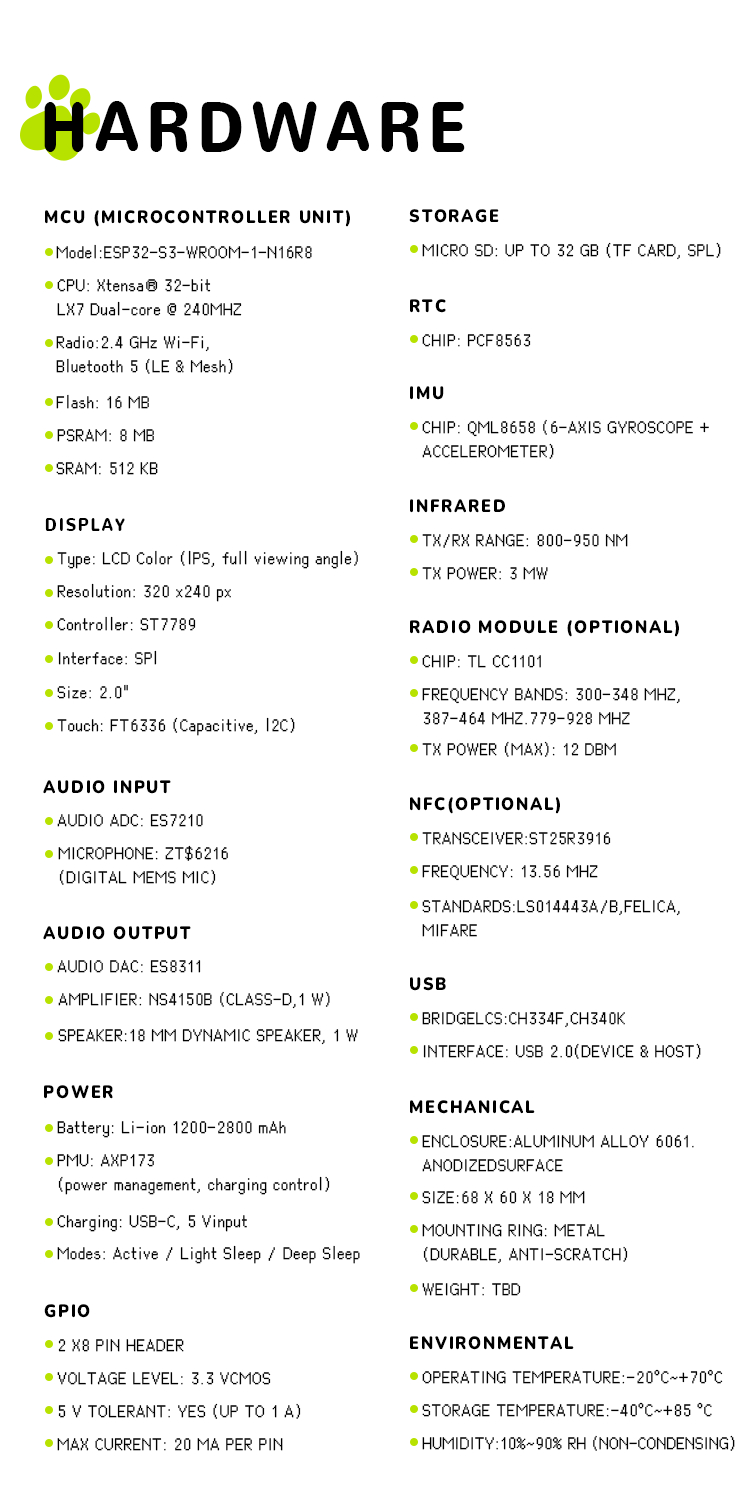 HARDWARE
MCU (MICROCONTROLLER UNIT)
Model:ESP32-S3-WROOM-1-N16R8
CPU: Xtensa® 32-bit
LX7 Dual-core @ 240MHZ
Radio:2.4 GHz Wi-Fi,
Bluetooth 5 (LE & Mesh)
Flash: 16 MB
PSRAM: 8 MB
SRAM: 512 KB
DISPLAY
Type: LCD Color (lPS, full viewing angle)
Resolution: 320 x240 px
Controller: ST7789
Interface: SPl
Size: 2.0"
Touch: FT6336 (Capacitive, l2C)
AUDIO INPUT
AUDIO ADC: ES7210
MICROPHONE: ZT$6216
(DIGITAL MEMS MIC)
AUDIO OUTPUT
AUDIO DAC: ES8311
AMPLIFIER: NS4150B (CLASS-D,1 W)
SPEAKER:18 MM DYNAMIC SPEAKER, 1 W
POWER
Battery: Li-ion 1200-2800 mAh
PMU: AXP173
(power management, charging control)
Charging: USB-C, 5 Vinput
Modes: Active / Light Sleep / Deep Sleep
GPIO
2 X8 PIN HEADER
VOLTAGE LEVEL: 3.3 VCMOS
5 V TOLERANT: YES (UP TO 1 A)
MAX CURRENT: 20 MA PER PIN
STORAGE
MICRO SD: UP TO 32 GB (TF CARD, SPL)
RTC
CHIP: PCF8563
IMU
CHIP: QML8658 (6-AXIS GYROSCOPE +
ACCELEROMETER)
INFRARED
TX/RX RANGE: 800-950 NM
TX POWER: 3 MW
RADIO MODULE (OPTIONAL)
CHIP: TL CC1101
FREQUENCY BANDS: 300-348 MHZ,
387-464 MHZ.779-928 MHZ
TX POWER (MAX): 12 DBM
NFC(OPTIONAL)
TRANSCEIVER:ST25R3916
FREQUENCY: 13.56 MHZ
STANDARDS:LS014443A/B,FELICA,
MIFARE
USB
BRIDGELCS:CH334F,CH340K
INTERFACE: USB 2.0(DEVICE & HOST)
MECHANICAL
ENCLOSURE:ALUMINUM ALLOY 6061.
ANODIZEDSURFACE
SIZE:68 X 60 X 18 MM
MOUNTING RING: METAL
(DURABLE, ANTI-SCRATCH)
WEIGHT: TBD
ENVIRONMENTAL
OPERATING TEMPERATURE:-20°C~+70°C
STORAGE TEMPERATURE:-40°C~+85 °C
HUMIDITY:10%~90% RH (NON-CONDENSING)